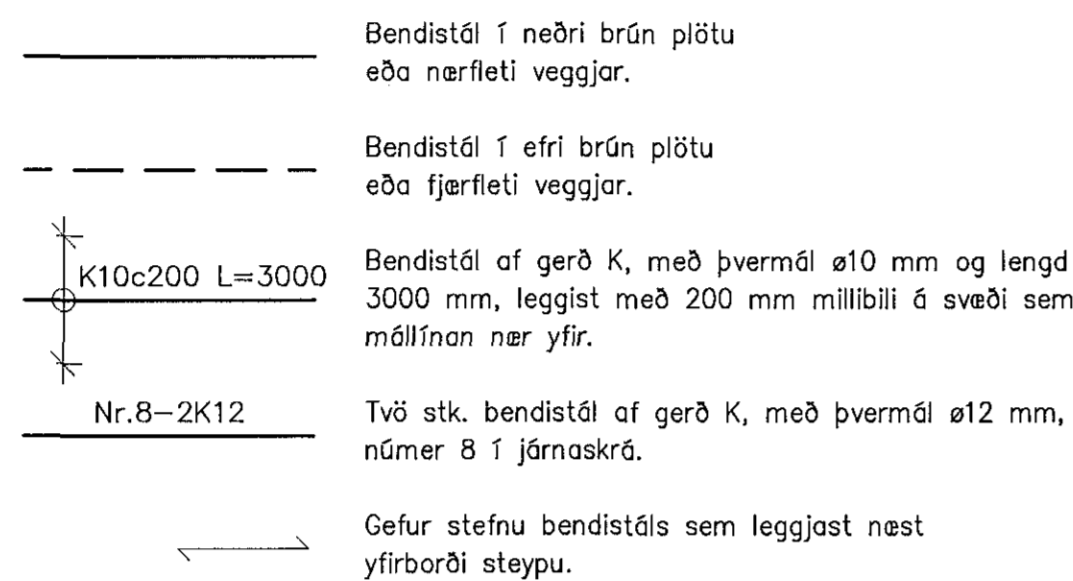 Bendistál í neðri brún plötu
eða nærfleti veggjar.
Bendistál í efri brún plötu
eða fjærfleti veggjar.
K10c200 L=3000
Bendistál af gerð K, með þvermál ø10 mm og lengd
3000 mm, leggist með 200 mm millibili á svæði sem
mállínan nær yfir.
Nr.8-2K12
Tvö stk. bendistál af gerð K, með þvermál ø12 mm,
númer 8 í járnaskrá.
Gefur stefnu bendistáls sem leggjast næst
yfirborði steypu.